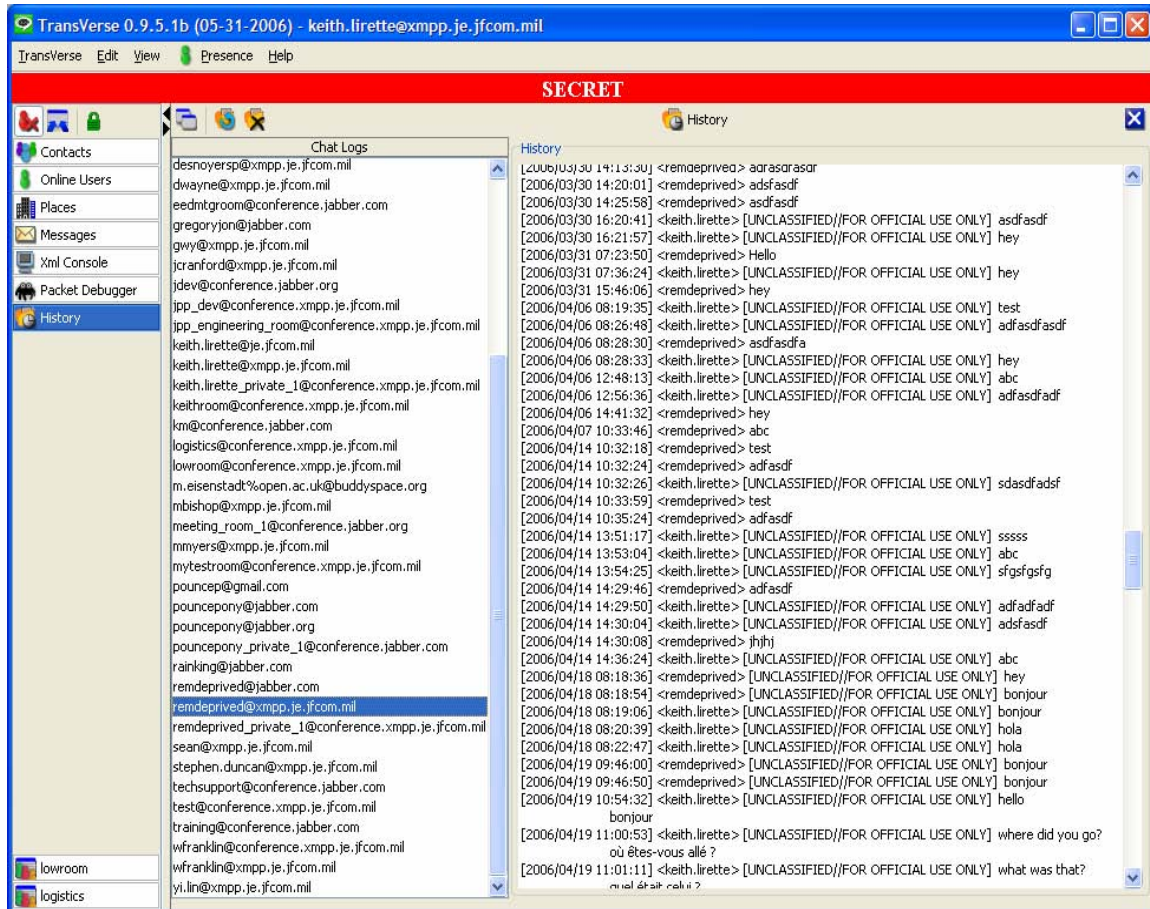 TransVerse 0.9.5.1b (05-31-2006) - keith.lirette@xmpp.je.jfcom.mil
TransVerse Edit View Presence Help
SECRET
History
Contacts
Online Users
Places
Messages
Xml Console
Packet Debugger
History
lowroom
logistics
Chat Logs
desnoyersp@xmpp.je.jfcom.mil
dwayne@xmpp.je.jfcom.mil
eedmtgroom@conference.jabber.com
gregoryjon@jabber.com
gwy@xmpp.je.jfcom.mil
jcranford@xmpp.je.jfcom.mil
jdev@conference.jabber.org
jpp_dev@conference.xmpp.je.jfcom.mil
jpp_engineering_room@conference.xmpp.je.jfcom.mil
keith.lirette@je.jfcom.mil
keith.lirette@xmpp.je.jfcom.mil
keith.lirette_private_1@conference.xmpp.je.jfcom.mil
keithroom@conference.xmpp.je.jfcom.mil
km@conference.jabber.com
logistics@conference.xmpp.je.jfcom.mil
lowroom@conference.xmpp.je.jfcom.mil
m.eisenstadt%open.ac.uk@buddyspace.org
mbishop@xmpp.je.jfcom.mil
meeting_room_1@conference.jabber.org
mmyers@xmpp.je.jfcom.mil
mytestroom@conference.xmpp.je.jfcom.mil
pouncep@gmail.com
pouncepony@jabber.com
pouncepony@jabber.org
pouncepony_private_1@conference.jabber.com
rainking@jabber.com
remdeprived@jabber.com
remdeprived@xmpp.je.jfcom.mil
remdeprived_private_1@conference.xmpp.je.jfcom.mil
sean@xmpp.je.jfcom.mil
stephen.duncan@xmpp.je.jfcom.mil
techsupport@conference.jabber.com
test@conference.xmpp.je.jfcom.mil
training@conference.jabber.com
wfranklin@conference.xmpp.je.jfcom.mil
wfranklin@xmpp.je.jfcom.mil
yi.lin@xmpp.je.jfcom.mil
History
[2006/03/30 14:13:30] <remdeprived> adfasdfasdf
[2006/03/30 14:20:01] <remdeprived> adsfasdf
[2006/03/30 14:25:58] <remdeprived> asdfasdf
[2006/03/30 16:20:41] <keith.lirette> [UNCLASSIFIED//FOR OFFICIAL USE ONLY] asdfasdf
[2006/03/30 16:21:57] <keith.lirette> [UNCLASSIFIED//FOR OFFICIAL USE ONLY] hey
[2006/03/31 07:23:50] <remdeprived> Hello
[2006/03/31 07:36:24] <keith.lirette> [UNCLASSIFIED//FOR OFFICIAL USE ONLY] hey
[2006/03/31 15:46:06] <remdeprived> hey
[2006/04/06 08:19:35] <keith.lirette> [UNCLASSIFIED//FOR OFFICIAL USE ONLY] test
[2006/04/06 08:26:48] <keith.lirette> [UNCLASSIFIED//FOR OFFICIAL USE ONLY] adfasdfasdf
[2006/04/06 08:28:30] <remdeprived> asdfasdfa
[2006/04/06 08:28:33] <keith.lirette> [UNCLASSIFIED//FOR OFFICIAL USE ONLY] hey
[2006/04/06 12:48:13] <keith.lirette> [UNCLASSIFIED//FOR OFFICIAL USE ONLY] abc
[2006/04/06 12:56:36] <keith.lirette> [UNCLASSIFIED//FOR OFFICIAL USE ONLY] adfasdfadf
[2006/04/06 14:41:32] <remdeprived> hey
[2006/04/07 10:33:46] <remdeprived> abc
[2006/04/14 10:32:18] <remdeprived> test
[2006/04/14 10:32:24] <remdeprived> adfasdf
[2006/04/14 10:32:26] <keith.lirette> [UNCLASSIFIED//FOR OFFICIAL USE ONLY] sdasdfadsf
[2006/04/14 10:33:59] <remdeprived> test
[2006/04/14 10:35:24] <remdeprived> adfasdf
[2006/04/14 13:51:17] <keith.lirette> [UNCLASSIFIED//FOR OFFICIAL USE ONLY] sssss
[2006/04/14 13:53:04] <keith.lirette> [UNCLASSIFIED//FOR OFFICIAL USE ONLY] abc
[2006/04/14 13:54:25] <keith.lirette> [UNCLASSIFIED//FOR OFFICIAL USE ONLY] sfgsfgsfg
[2006/04/14 14:29:46] <remdeprived> adfasdf
[2006/04/14 14:29:50] <keith.lirette> [UNCLASSIFIED//FOR OFFICIAL USE ONLY] adfadfadf
[2006/04/14 14:30:04] <keith.lirette> [UNCLASSIFIED//FOR OFFICIAL USE ONLY] adsfasdf
[2006/04/14 14:30:08] <remdeprived> jhjhj
[2006/04/14 14:36:24] <keith.lirette> [UNCLASSIFIED//FOR OFFICIAL USE ONLY] abc
[2006/04/18 08:18:36] <remdeprived> [UNCLASSIFIED//FOR OFFICIAL USE ONLY] hey
[2006/04/18 08:18:54] <remdeprived> [UNCLASSIFIED//FOR OFFICIAL USE ONLY] bonjour
[2006/04/18 08:19:06] <keith.lirette> [UNCLASSIFIED//FOR OFFICIAL USE ONLY] bonjour
[2006/04/18 08:20:39] <keith.lirette> [UNCLASSIFIED//FOR OFFICIAL USE ONLY] hola
[2006/04/18 08:22:47] <keith.lirette> [UNCLASSIFIED//FOR OFFICIAL USE ONLY] hola
[2006/04/19 09:46:00] <remdeprived> [UNCLASSIFIED//FOR OFFICIAL USE ONLY] bonjour
[2006/04/19 09:46:50] <remdeprived> [UNCLASSIFIED//FOR OFFICIAL USE ONLY] bonjour
[2006/04/19 10:54:32] <keith.lirette> [UNCLASSIFIED//FOR OFFICIAL USE ONLY] hello
bonjour
[2006/04/19 11:00:53] <keith.lirette> [UNCLASSIFIED//FOR OFFICIAL USE ONLY] where did you go?
où êtes-vous allé ?
[2006/04/19 11:01:11] <keith.lirette> [UNCLASSIFIED//FOR OFFICIAL USE ONLY] what was that?
quel était celui ?